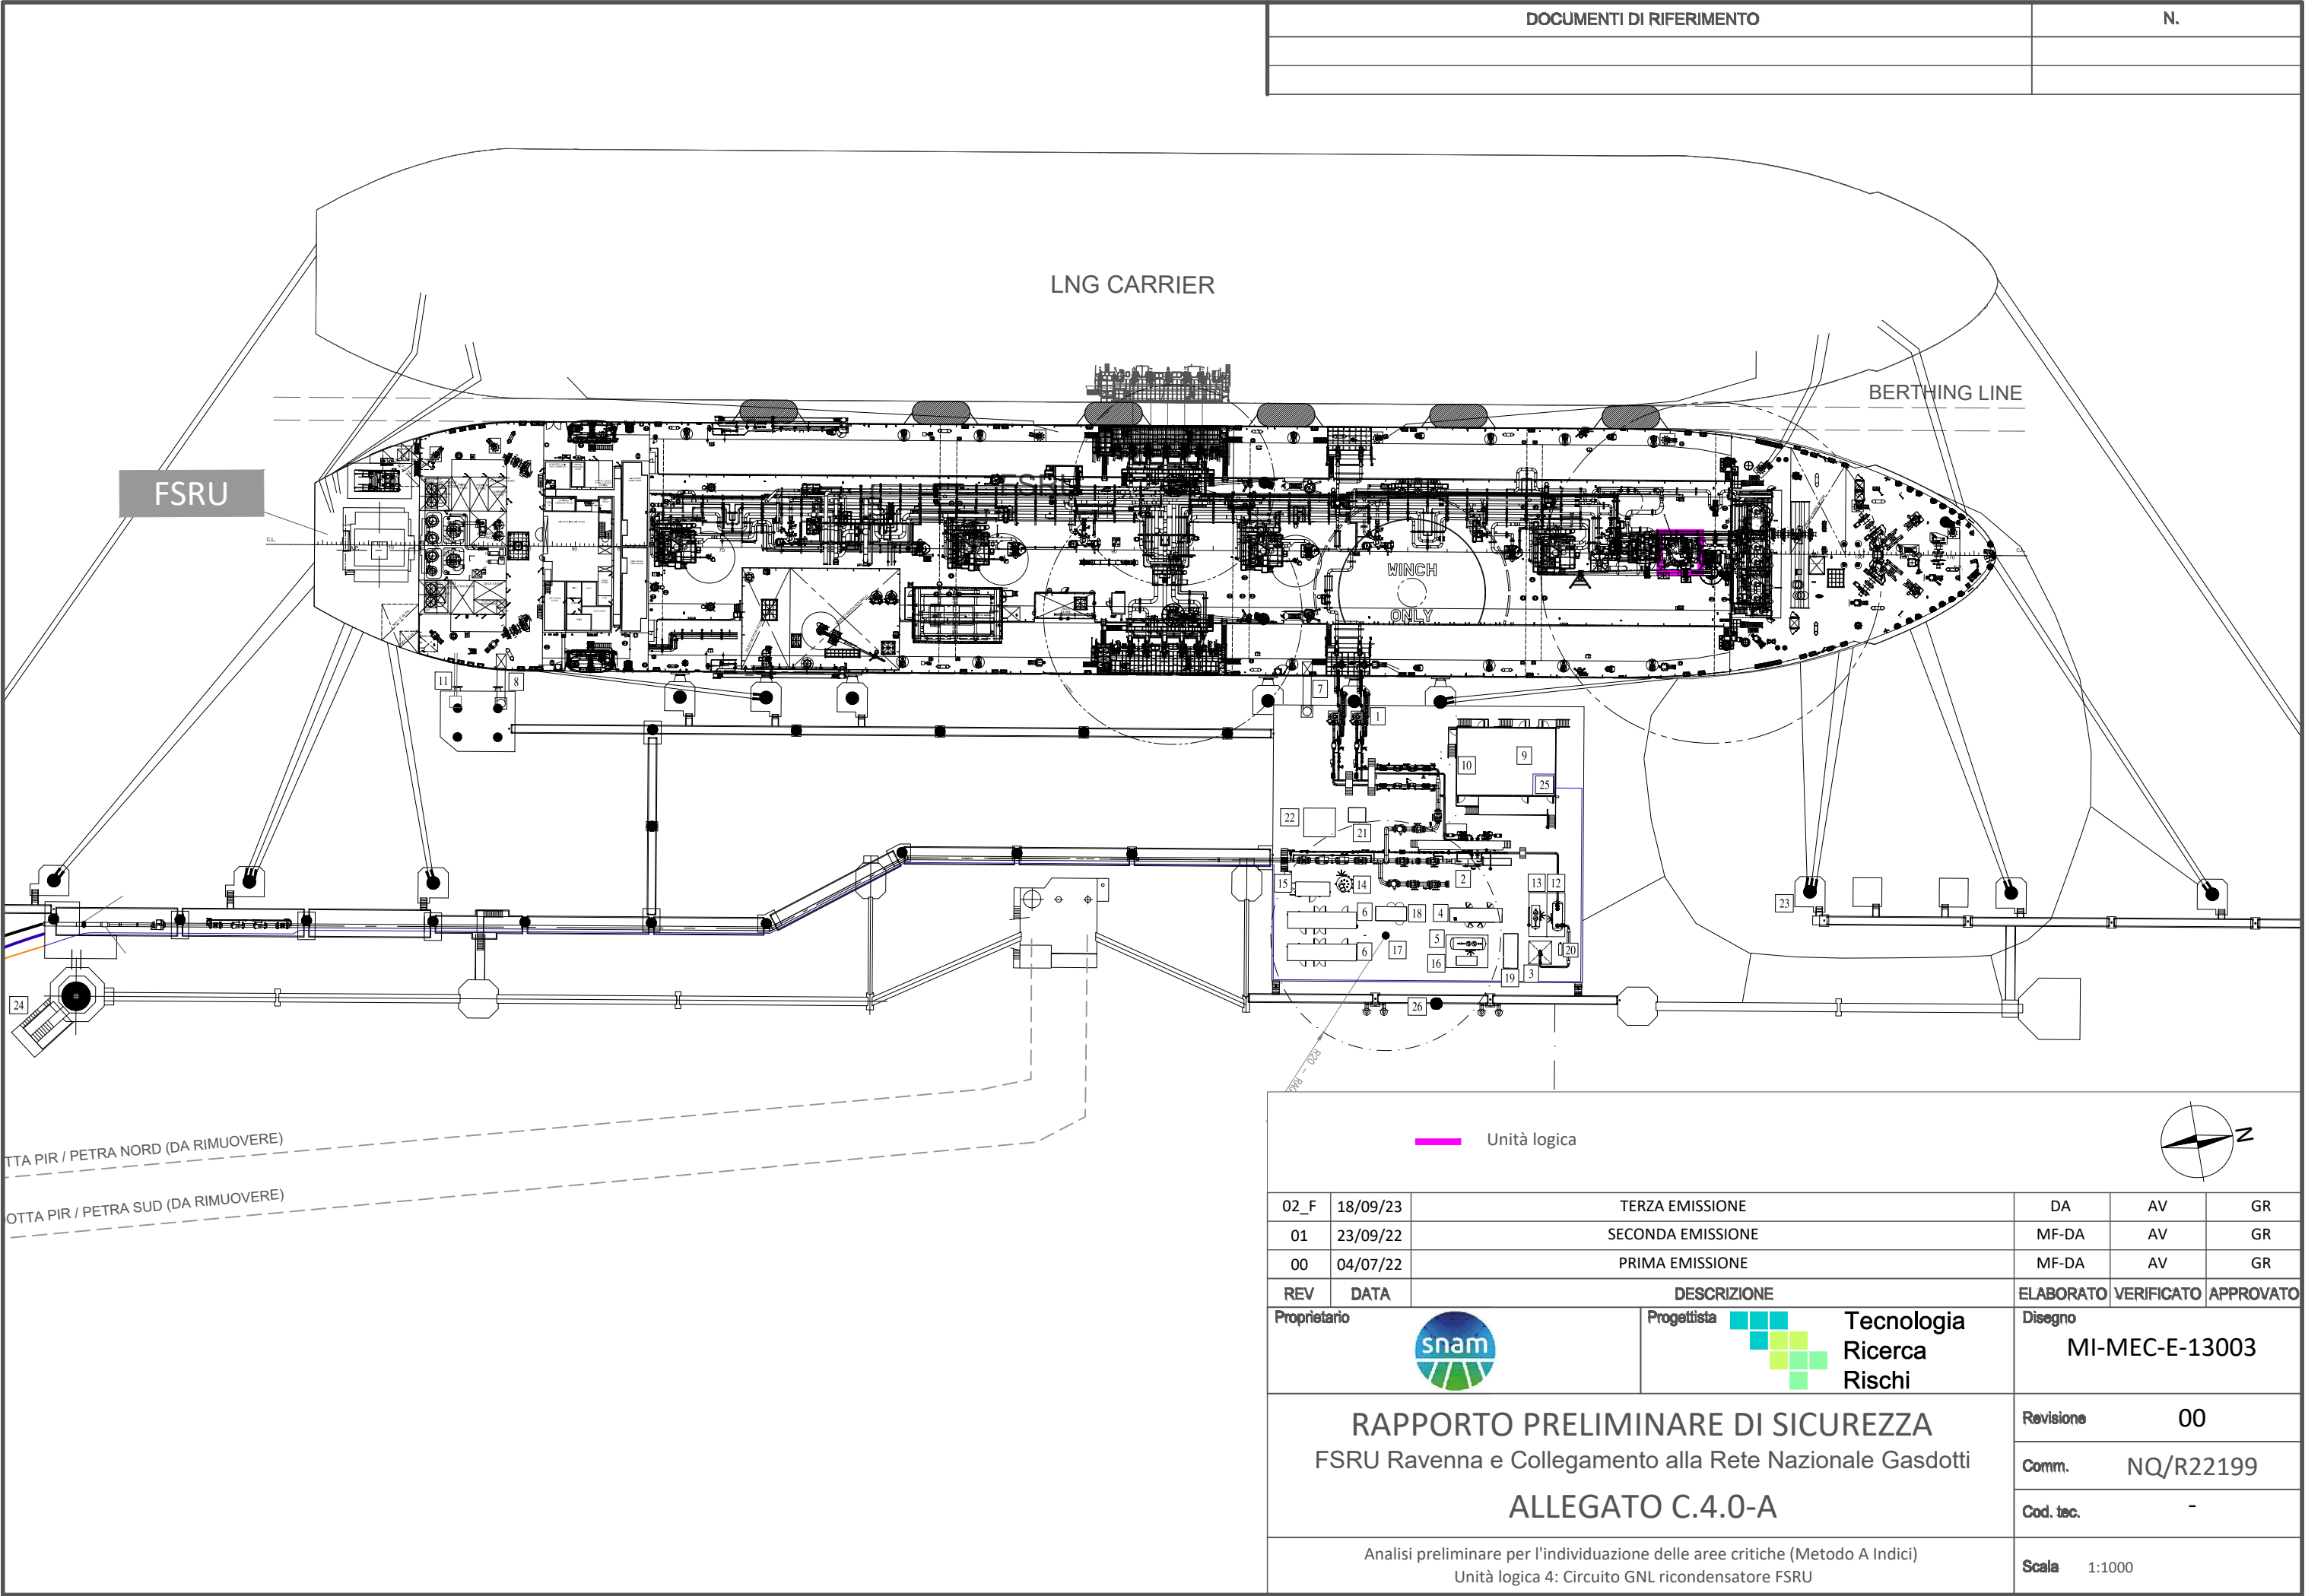 DOCUMENTI DI RIFERIMENTO N.
LNG CARRIER
BERTHING LINE
FSRU
C.L.
WINCH
ONLY
11
8
7
1
10
9
25
22
21
2
15
14
13
12
6
18
4
5
17
6
16
19
3
20
23
24
26
TTA PIR / PETRA NORD (DA RIMUOVERE)
OTTA PIR / PETRA SUD (DA RIMUOVERE)
Unità logica
N
02_F 18/09/23 TERZA EMISSIONE DA AV GR
01 23/09/22 SECONDA EMISSIONE MF-DA AV GR
00 04/07/22 PRIMA EMISSIONE MF-DA AV GR
REV DATA DESCRIZIONE ELABORATO VERIFICATO APPROVATO
Proprietario
snam
Progettista
Tecnologia
Ricerca
Rischi
Disegno
MI-MEC-E-13003
RAPPORTO PRELIMINARE DI SICUREZZA
FSRU Ravenna e Collegamento alla Rete Nazionale Gasdotti
ALLEGATO C.4.0-A
Revisione 00
Comm. NQ/R22199
Cod. tec. -
Analisi preliminare per l'individuazione delle aree critiche (Metodo A Indici)
Unità logica 4: Circuito GNL ricondensatore FSRU
Scala 1:1000